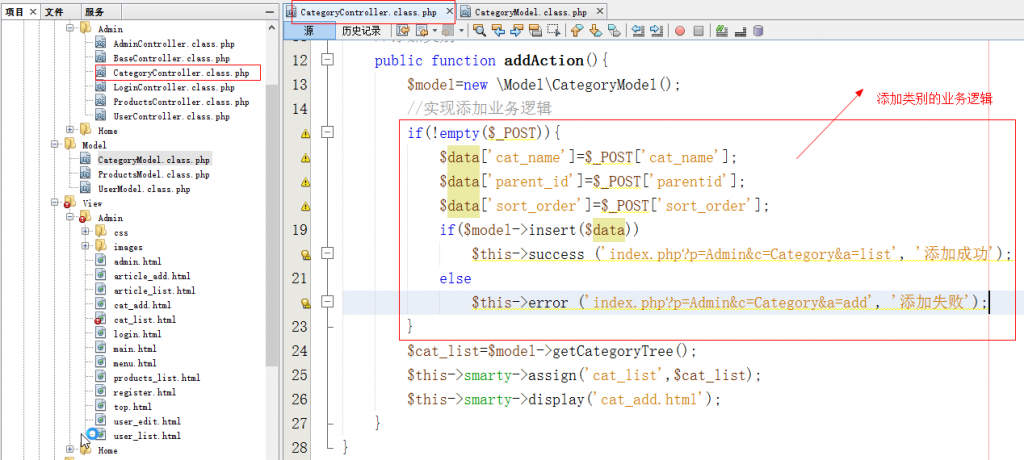 项目 × 文件 服务
Admin
AdminController.class.php
BaseController.class.php
CategoryController.class.php
LoginController.class.php
ProductsController.class.php
UserController.class.php
Home
Model
CategoryModel.class.php
ProductsModel.class.php
UserModel.class.php
View
Admin
css
images
admin.html
article_add.html
article_list.html
cat_add.html
cat_list.html
login.html
main.html
menu.html
products_list.html
register.html
top.html
user_edit.html
user_list.html
Home
CategoryController.class.php × CategoryModel.class.php ×
源 历史记录
12 public function addAction(){
13 $model=new \Model\CategoryModel();
14 //实现添加业务逻辑
if(!empty($_POST)){
$data['cat_name']=$_POST['cat_name'];
$data['parent_id']=$_POST['parentid'];
$data['sort_order']=$_POST['sort_order'];
19 if($model->insert($data))
$this->success ('index.php?p=Admin&c=Category&a=list', '添加成功');
21 else
$this->error ('index.php?p=Admin&c=Category&a=add', '添加失败');
23 }
24 $cat_list=$model->getCategoryTree();
25 $this->smarty->assign('cat_list',$cat_list);
26 $this->smarty->display('cat_add.html');
27 }
28 }
添加类别的业务逻辑